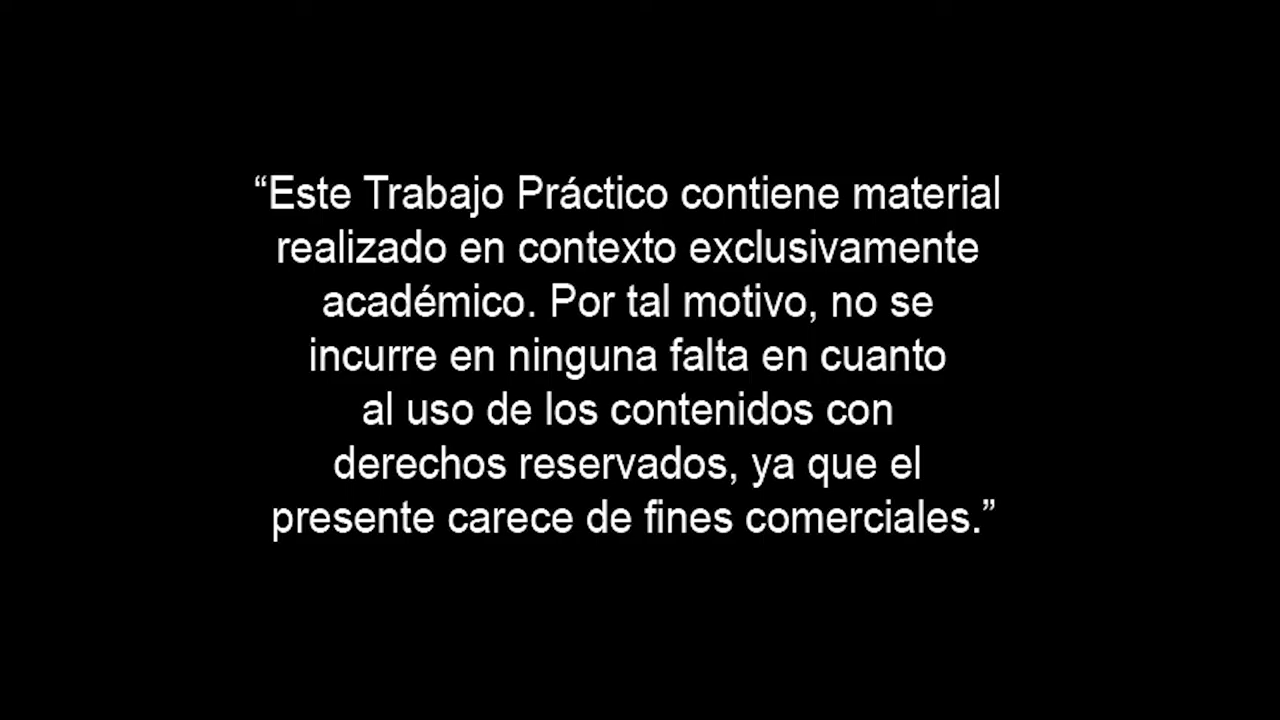 “Este Trabajo Práctico contiene material
realizado en contexto exclusivamente
académico. Por tal motivo, no se
incurre en ninguna falta en cuanto
al uso de los contenidos con
derechos reservados, ya que el
presente carece de fines comerciales.”